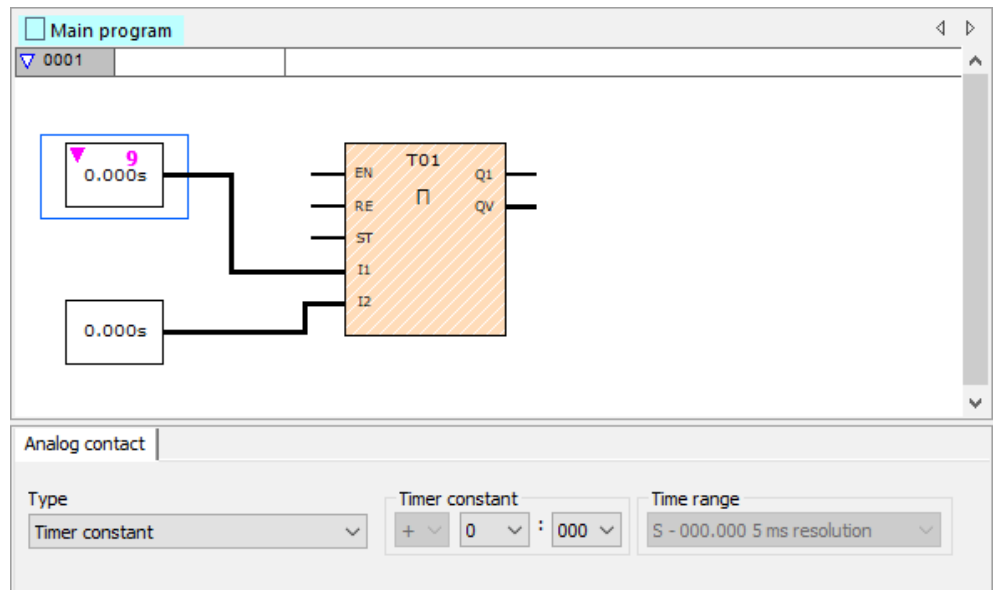 Main program
0001
9
0.000s
T01
EN
Q1
RE
QV
ST
I1
I2
0.000s
Analog contact
Type
Timer constant
Time range
Timer constant
+
0
:
000
S - 000.000 5 ms resolution